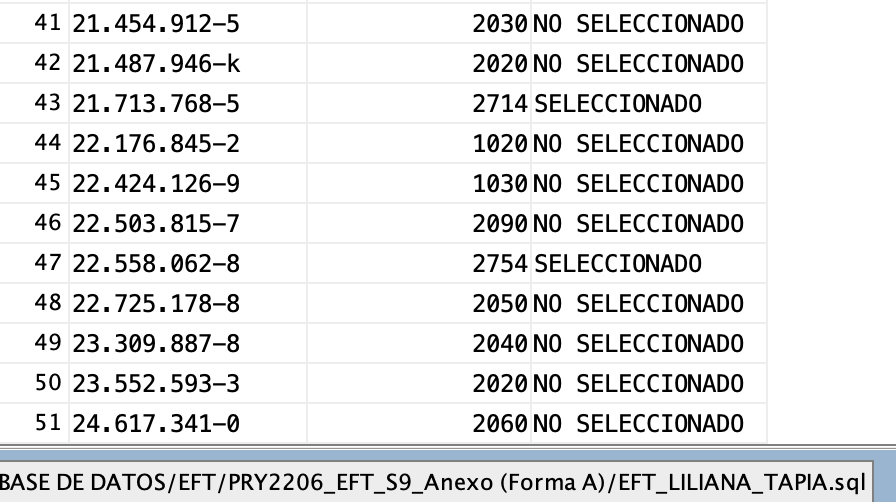 41 21.454.912-5 2030 NO SELECCIONADO
42 21.487.946-k 2020 NO SELECCIONADO
43 21.713.768-5 2714 SELECCIONADO
44 22.176.845-2 1020 NO SELECCIONADO
45 22.424.126-9 1030 NO SELECCIONADO
46 22.503.815-7 2090 NO SELECCIONADO
47 22.558.062-8 2754 SELECCIONADO
48 22.725.178-8 2050 NO SELECCIONADO
49 23.309.887-8 2040 NO SELECCIONADO
50 23.552.593-3 2020 NO SELECCIONADO
51 24.617.341-0 2060 NO SELECCIONADO
BASE DE DATOS/EFT/PRY2206_EFT_S9_Anexo (Forma A)/EFT_LILIANA_TAPIA.sql